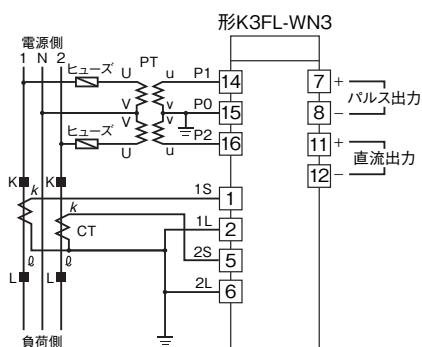 形K3FL-WN3
電源側
1 N 2
PT
ヒューズ U u P1 14 7 +
パルス出力
V v P0 15 8 −
V v
ヒューズ U u P2 16 11 +
直流出力
12 −
K K
k 1S 1
k 1L 2
CT
2S 5
ℓ ℓ
L L 2L 6
負荷側